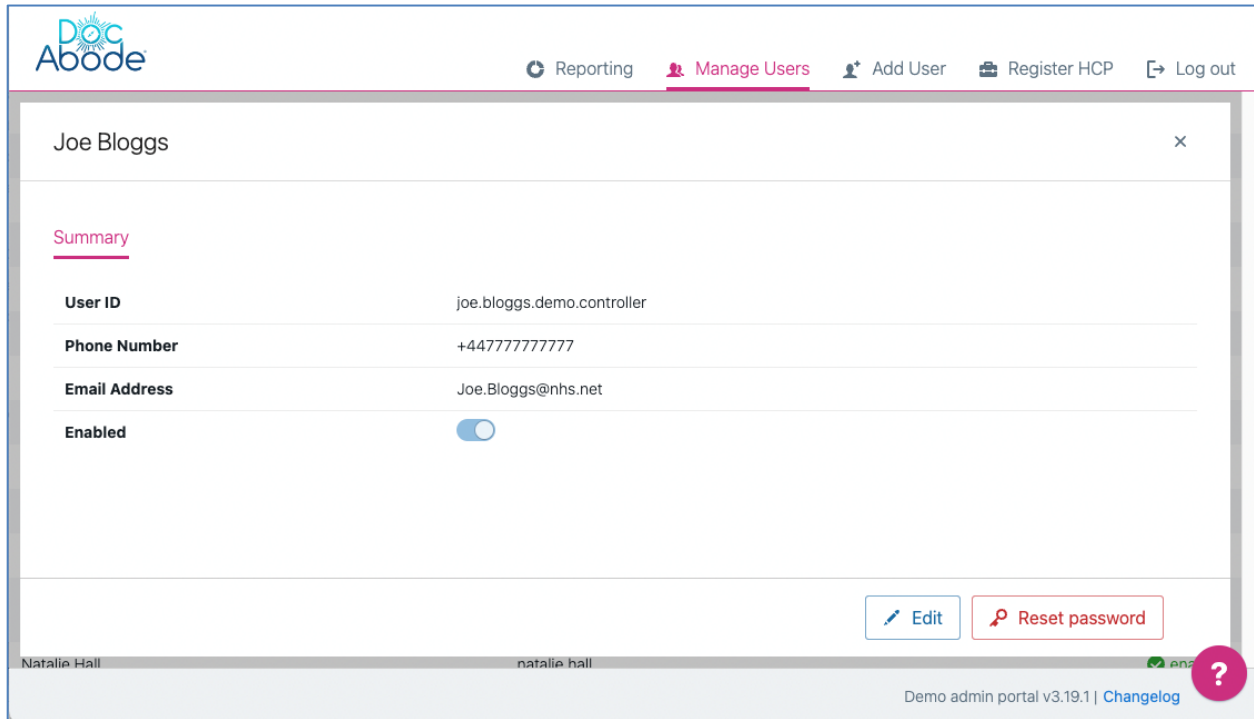 Doc
Abode
Reporting Manage Users Add User Register HCP Log out
Joe Bloggs
Summary
User ID joe.bloggs.demo.controller
Phone Number +447777777777
Email Address Joe.Bloggs@nhs.net
Enabled
Edit Reset password
Natalie Hall natalie hall
?
Demo admin portal v3.19.1 | Changelog